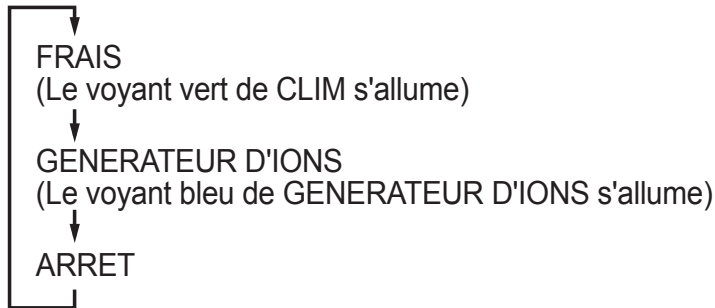 FRAIS
(Le voyant vert de CLIM s'allume)
GENERATEUR D'IONS
(Le voyant bleu de GENERATEUR D'IONS s'allume)
ARRET